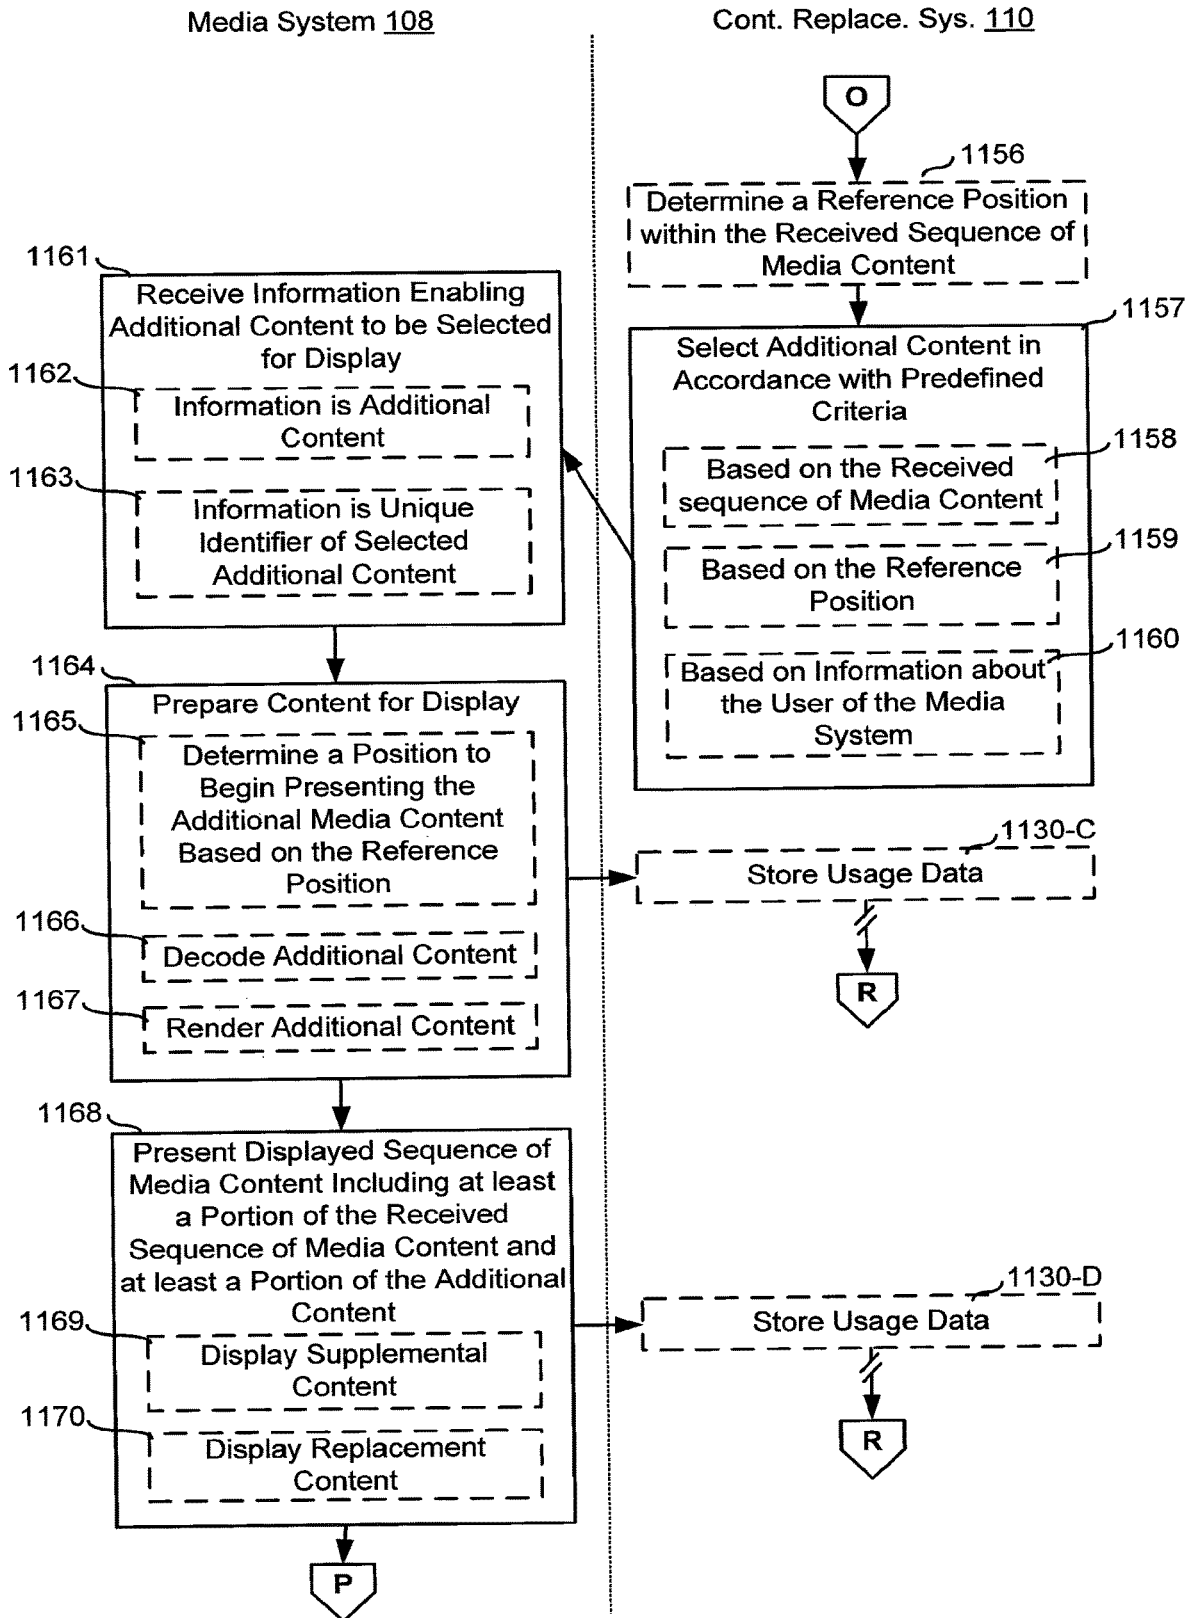 Media System 108
Cont. Replace. Sys. 110
O
1156
Determine a Reference Position
within the Received Sequence of
Media Content
1157
Select Additional Content in
Accordance with Predefined
Criteria
1158
Based on the Received
sequence of Media Content
1159
Based on the Reference
Position
1160
Based on Information about
the User of the Media
System
1161
Receive Information Enabling
Additional Content to be Selected
for Display
1162
Information is Additional
Content
1163
Information is Unique
Identifier of Selected
Additional Content
1164
Prepare Content for Display
1165
Determine a Position to
Begin Presenting the
Additional Media Content
Based on the Reference
Position
1166
Decode Additional Content
1167
Render Additional Content
1130-C
Store Usage Data
R
1168
Present Displayed Sequence of
Media Content Including at least
a Portion of the Received
Sequence of Media Content and
at least a Portion of the Additional
Content
1169
Display Supplemental
Content
1170
Display Replacement
Content
1130-D
Store Usage Data
R
P